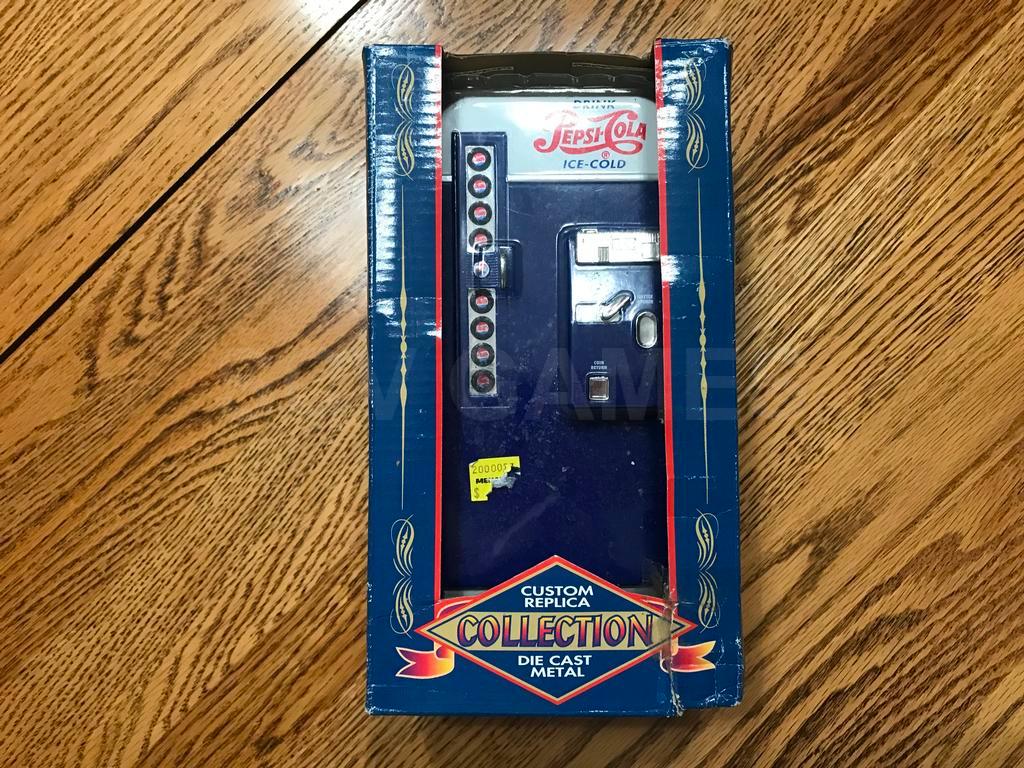 DRINK
PEPSI-COLA
®
ICE-COLD
COIN
RETURN
$
CUSTOM
REPLICA
COLLECTION
DIE CAST
METAL